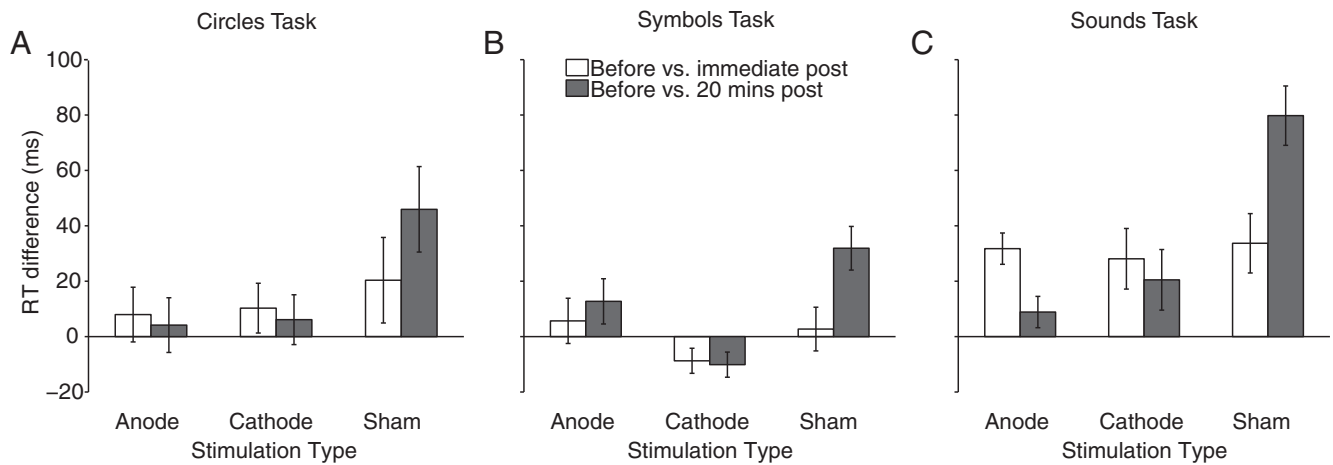 Circles Task
Symbols Task
Sounds Task
A
B
C
Before vs. immediate post
Before vs. 20 mins post
RT difference (ms)
100
80
60
40
20
0
−20
Anode Cathode Sham
Stimulation Type
Anode Cathode Sham
Stimulation Type
Anode Cathode Sham
Stimulation Type